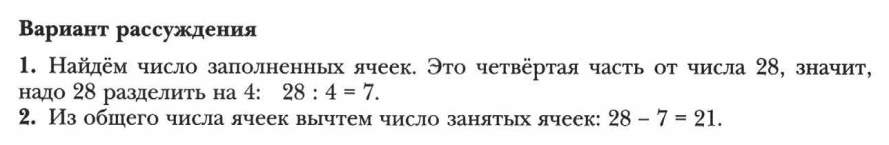 Вариант рассуждения
1. Найдём число заполненных ячеек. Это четвёртая часть от числа 28, значит,
надо 28 разделить на 4: 28 : 4 = 7.
2. Из общего числа ячеек вычтем число занятых ячеек: 28 – 7 = 21.